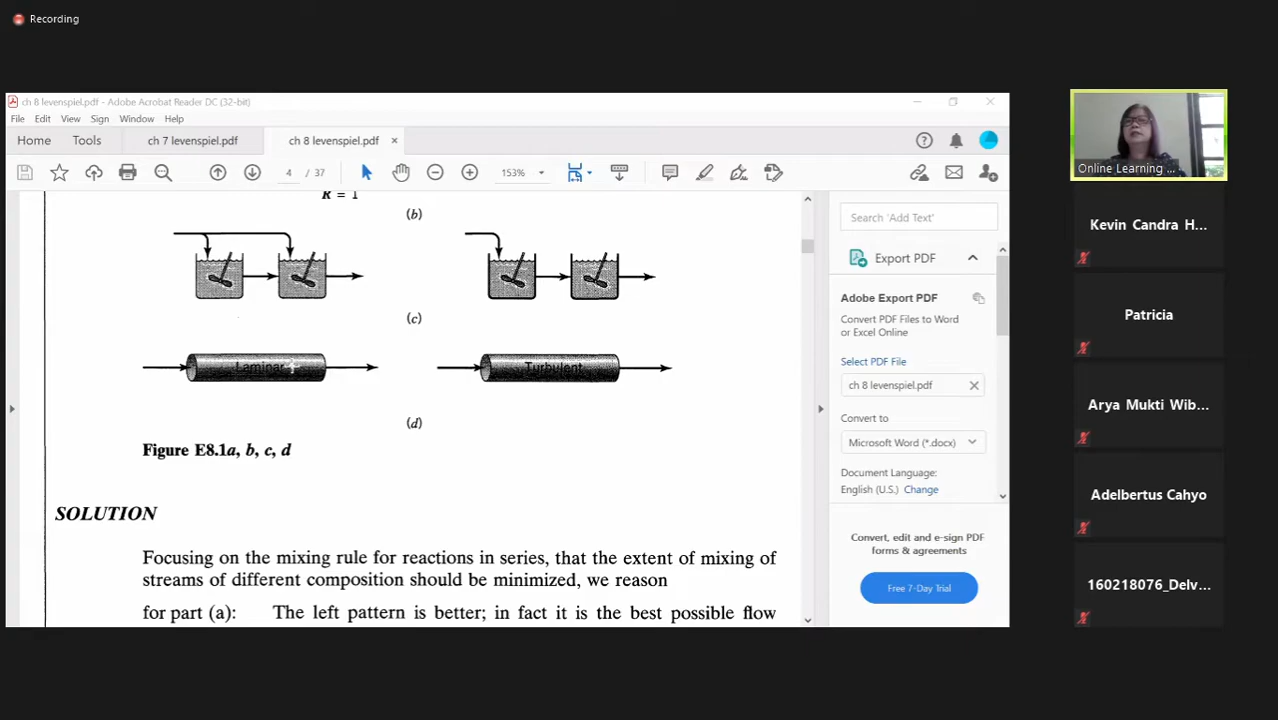 Recording
ch 8 levenspiel.pdf - Adobe Acrobat Reader DC (32-bit)
File Edit View Sign Window Help
Home Tools ch 7 levenspiel.pdf ch 8 levenspiel.pdf
4 / 37 153%
R = 1
(b)
(c)
Laminar Turbulent
(d)
Figure E8.1a, b, c, d
SOLUTION
Focusing on the mixing rule for reactions in series, that the extent of mixing of
streams of different composition should be minimized, we reason
for part (a): The left pattern is better; in fact it is the best possible flow
Search 'Add Text'
Export PDF
Adobe Export PDF
Convert PDF Files to Word
or Excel Online
Select PDF File
ch 8 levenspiel.pdf
Convert to
Microsoft Word (*.docx)
Document Language:
English (U.S.) Change
Convert, edit and e-sign PDF
forms & agreements
Free 7-Day Trial
Online Learning ...
Kevin Candra H...
Patricia
Arya Mukti Wib...
Adelbertus Cahyo
160218076_Delv...